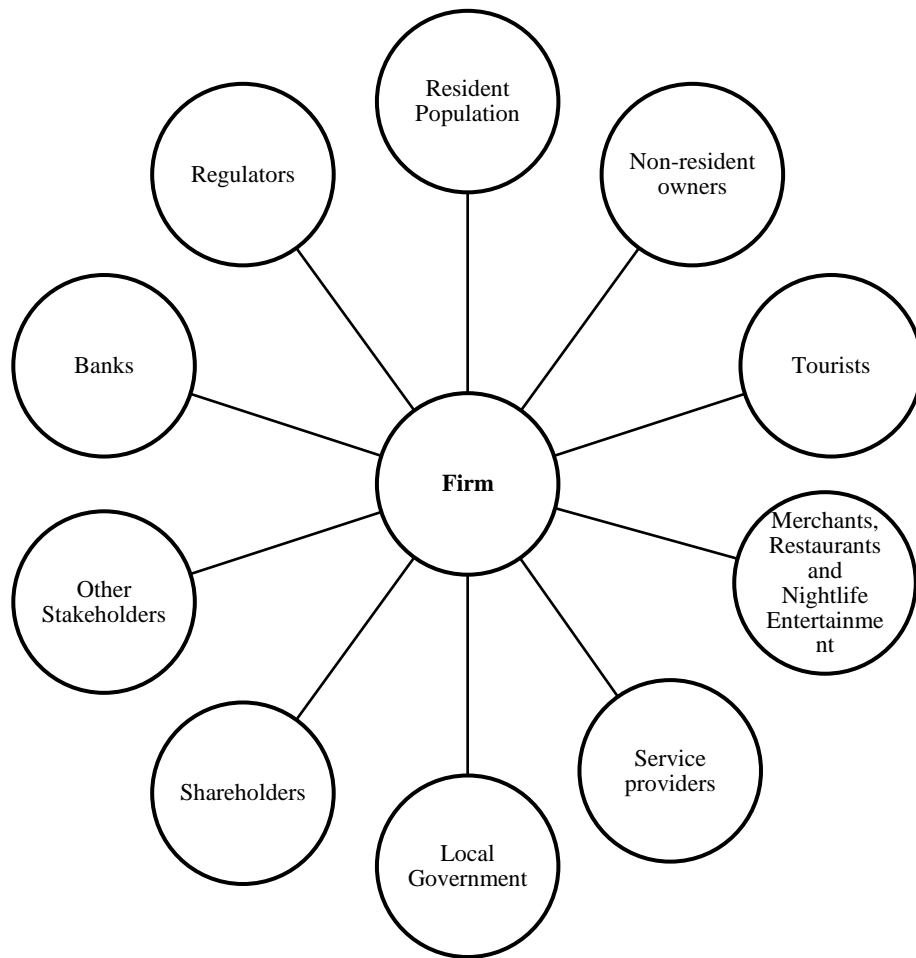 Resident
Population
Regulators
Non-resident
owners
Banks
Tourists
Firm
Merchants,
Restaurants
and
Nightlife
Entertainme
nt
Other
Stakeholders
Service
providers
Shareholders
Local
Government